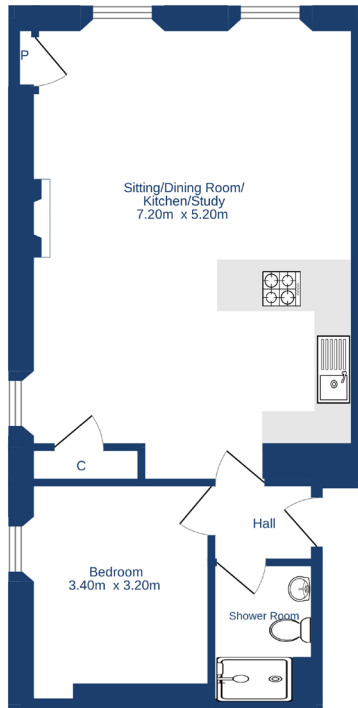 P
Sitting/Dining Room/
Kitchen/Study
7.20m x 5.20m
C
Hall
Bedroom
3.40m x 3.20m
Shower Room